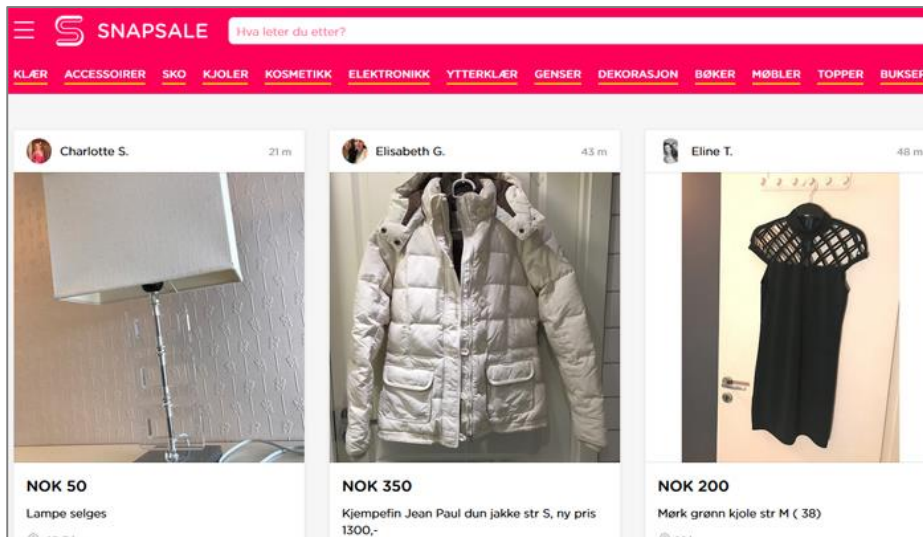 SNAPSALE
Hva leter du etter?
KLÆR ACCESSOIRER SKO KJOLER KOSMETIKK ELEKTRONIKK YTTERKLÆR GENSER DEKORASJON BØKER MØBLER TOPPER BUKSER
Charlotte S. 21 m
Elisabeth G. 43 m
Eline T. 48 m
NOK 50
Lampe selges
NOK 350
Kjempefin Jean Paul dun jakke str S, ny pris
1300,-
NOK 200
Mørk grønn kjole str M ( 38)